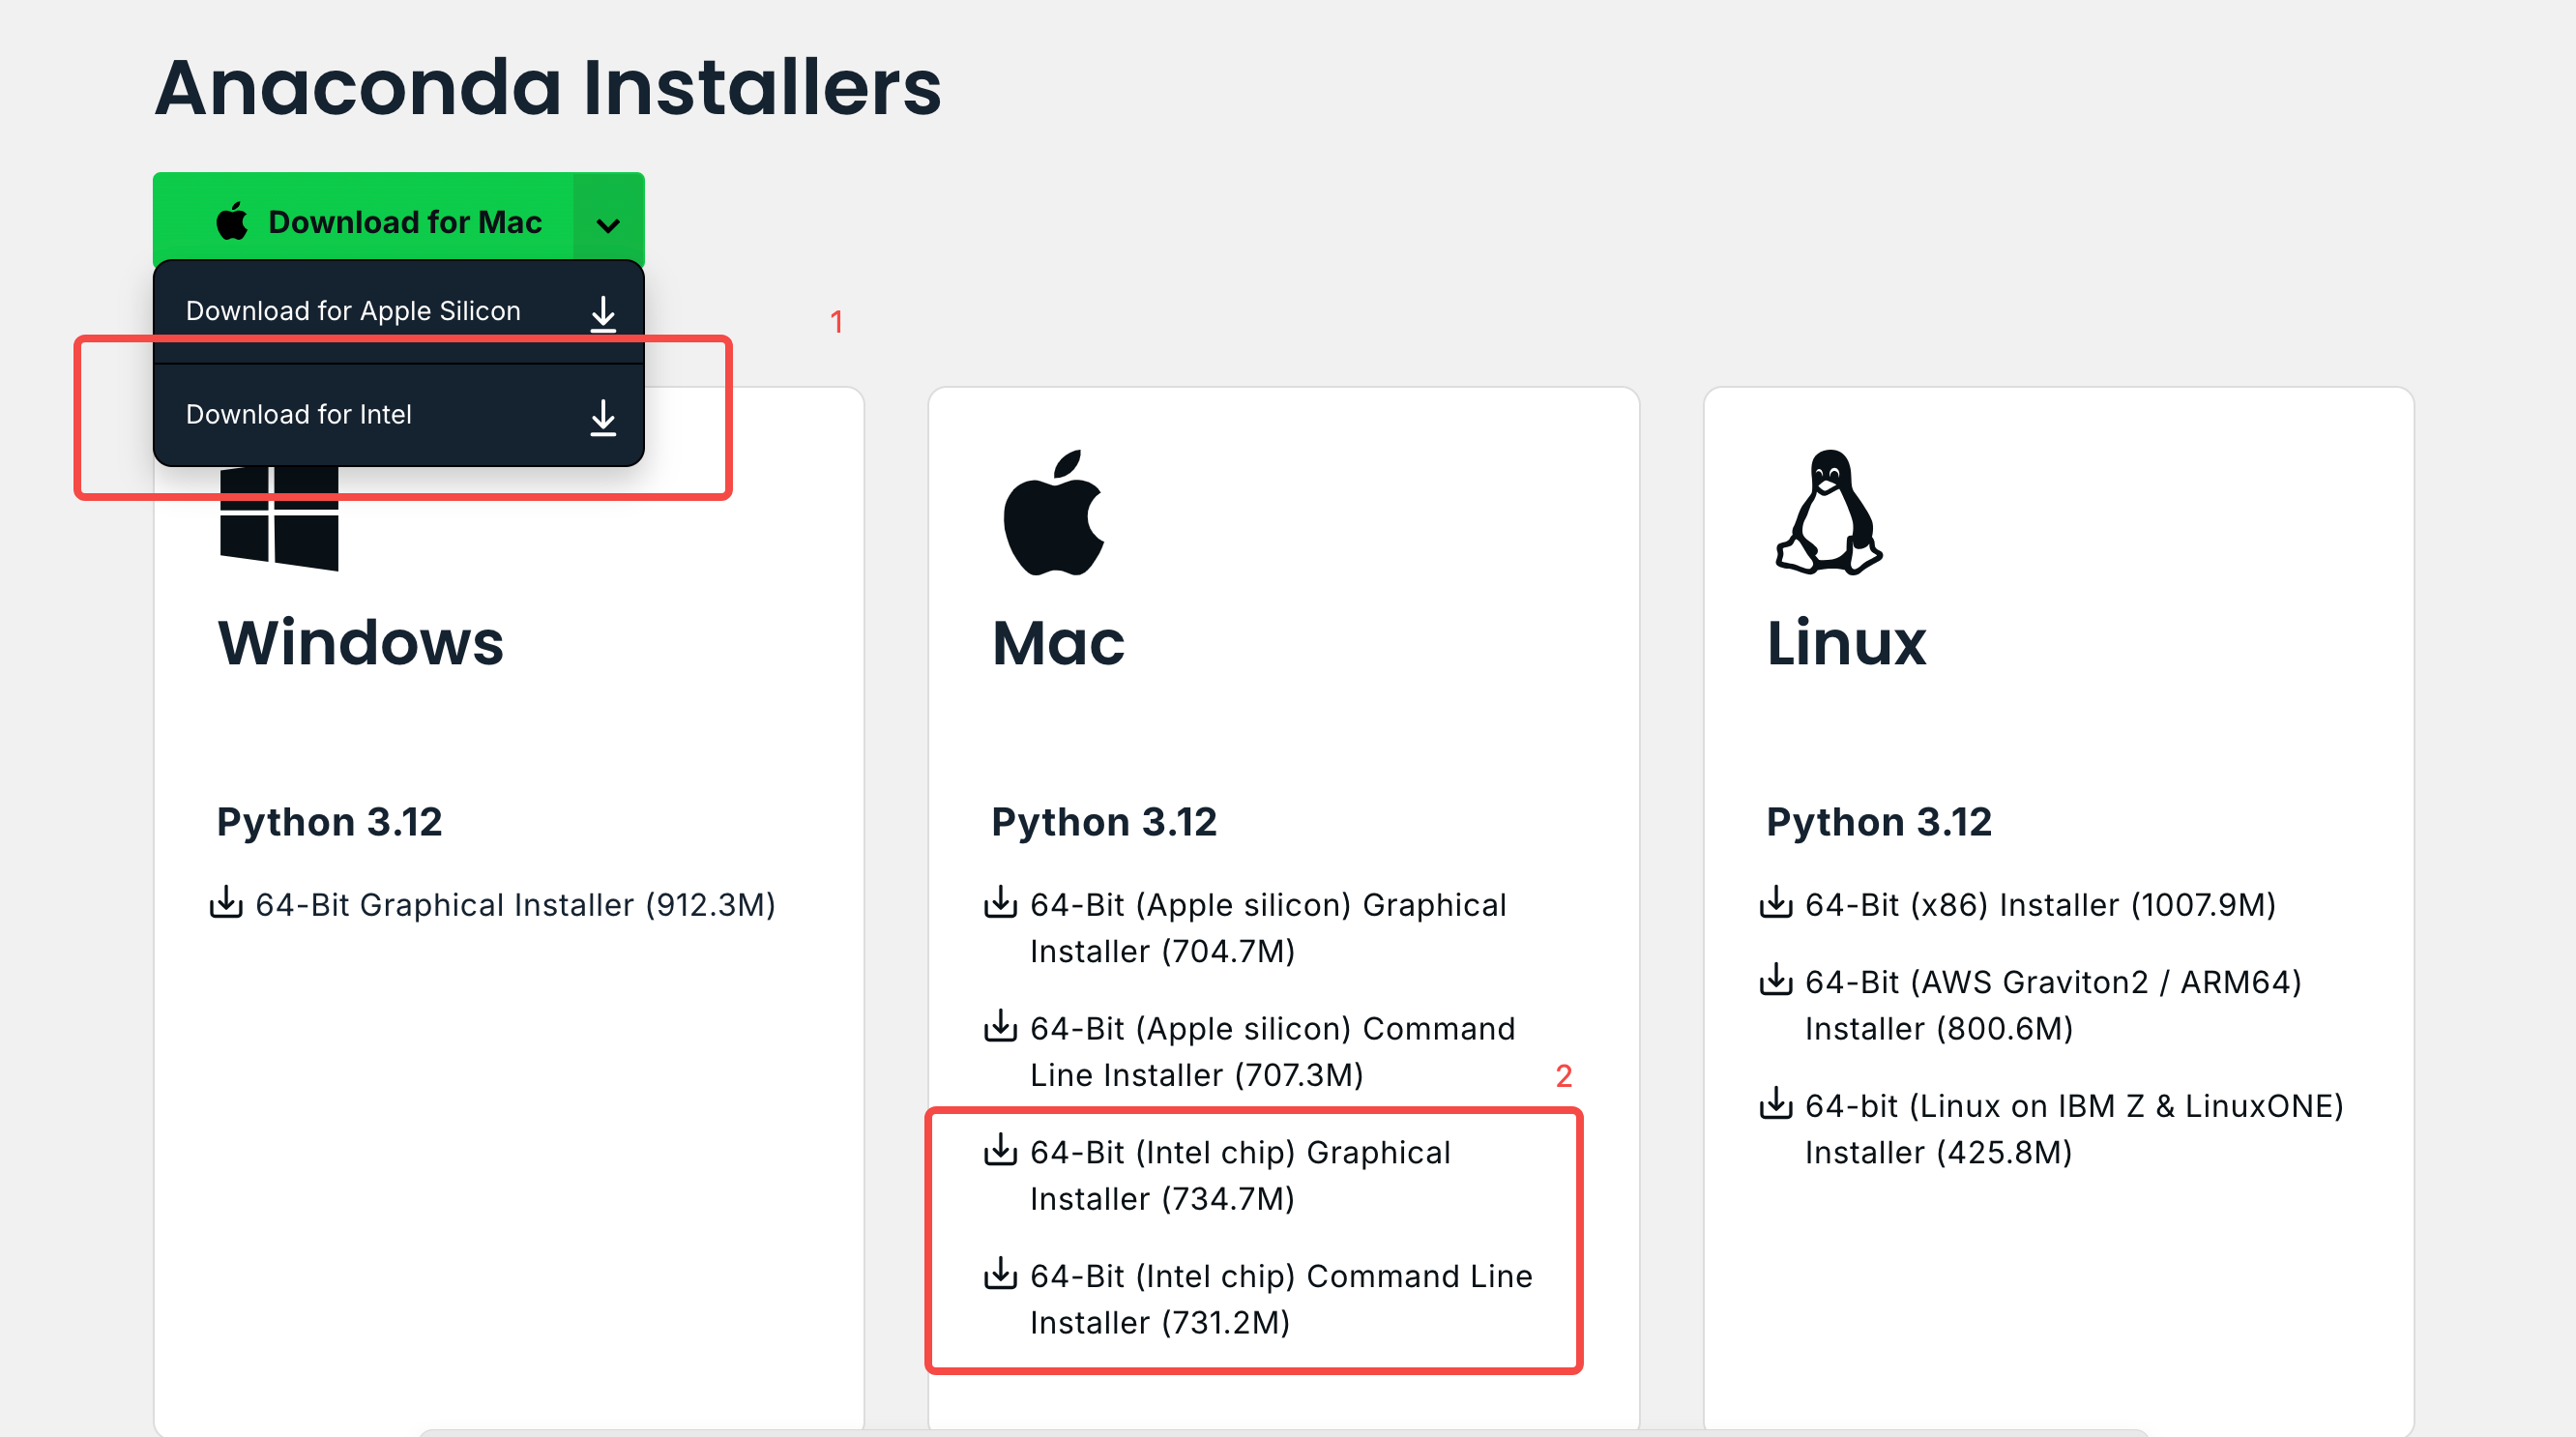 Anaconda Installers
Download for Mac
Download for Apple Silicon
1
Download for Intel
Windows
Python 3.12
64-Bit Graphical Installer (912.3M)
Mac
Python 3.12
64-Bit (Apple silicon) Graphical
Installer (704.7M)
64-Bit (Apple silicon) Command
Line Installer (707.3M)
2
64-Bit (Intel chip) Graphical
Installer (734.7M)
64-Bit (Intel chip) Command Line
Installer (731.2M)
Linux
Python 3.12
64-Bit (x86) Installer (1007.9M)
64-Bit (AWS Graviton2 / ARM64)
Installer (800.6M)
64-bit (Linux on IBM Z & LinuxONE)
Installer (425.8M)